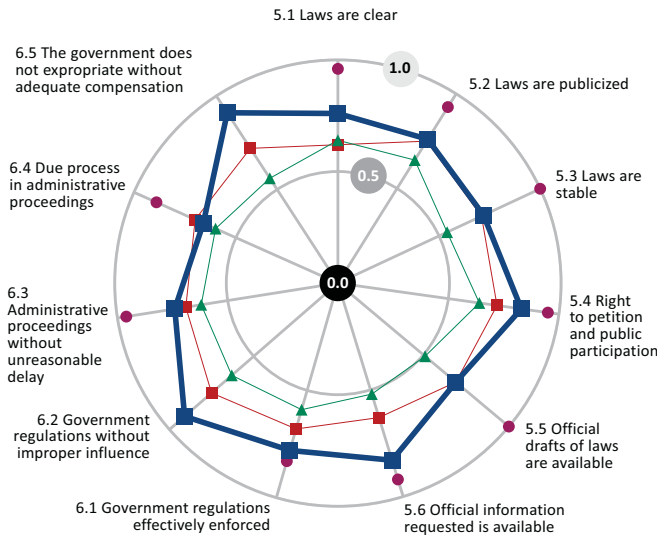 5.1 Laws are clear
6.5 The government does
not expropriate without
adequate compensation
1.0
5.2 Laws are publicized
6.4 Due process
in administrative
proceedings
0.5
5.3 Laws are
stable
0.0
6.3
Administrative
proceedings
without
unreasonable
delay
5.4 Right
to petition
and public
participation
6.2 Government
regulations without
improper influence
5.5 Official
drafts of laws
are available
6.1 Government regulations
effectively enforced
5.6 Official information
requested is available